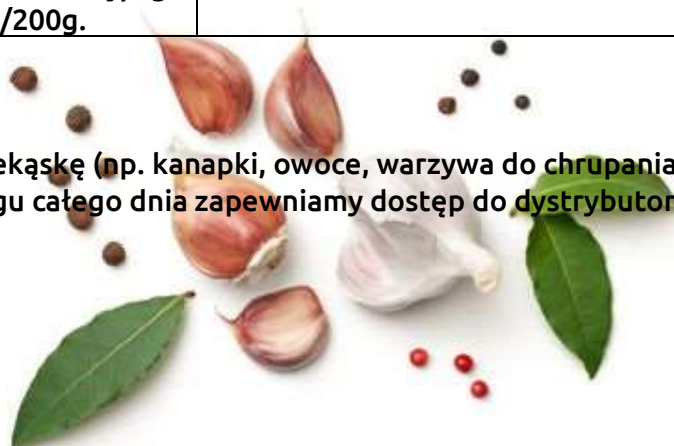 /200g.
ekąskę (np. kanapki, owoce, warzywa do chrupania
gu całego dnia zapewniamy dostęp do dystrybutor